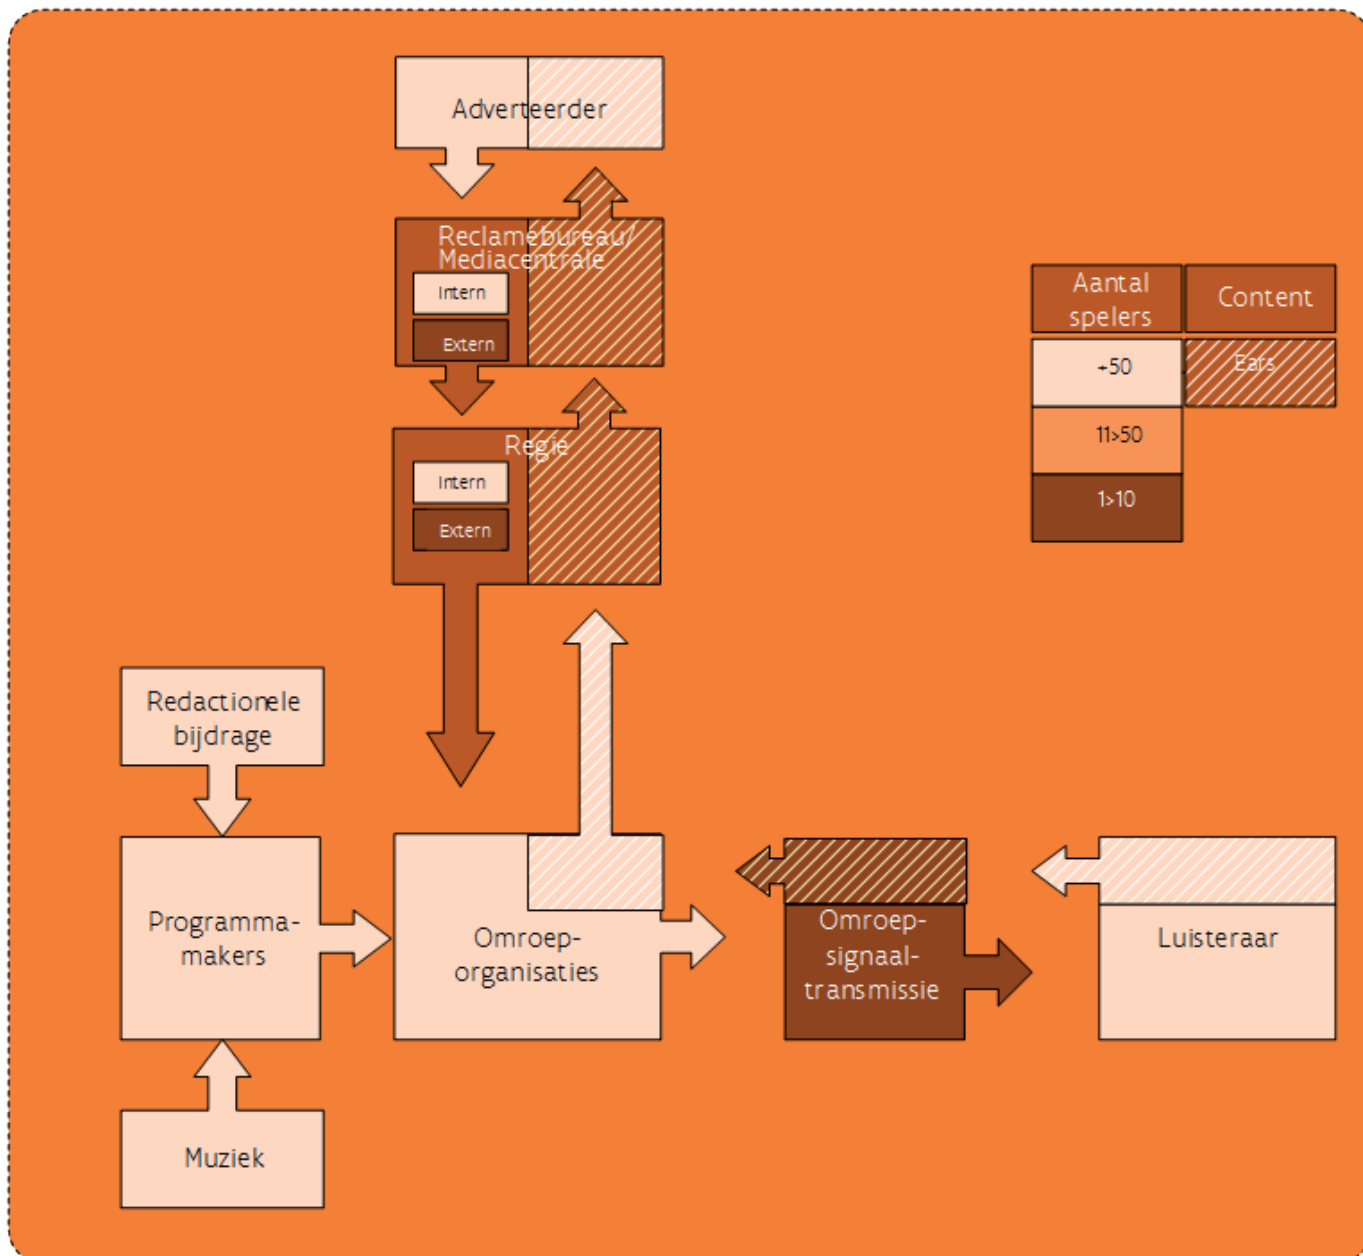 Adverteerder
Reclamebureau/
Mediacentrale
Intern
Extern
Regie
Intern
Extern
Aantal
spelers
Content
+50
Ears
11>50
1>10
Redactionele
bijdrage
Programma-
makers
Omroep-
organisaties
Omroep-
signaal-
transmissie
Luisteraar
Muziek